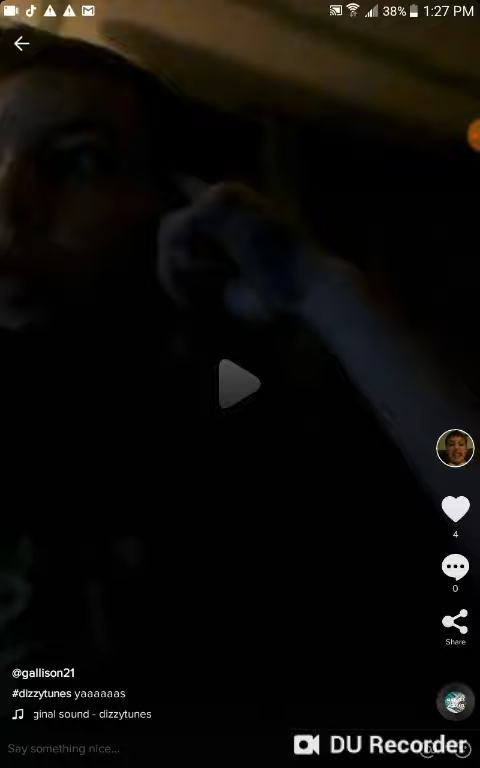 38% 1:27 PM
4
0
Share
@gallison21
#dizzytunes yaaaaaas
ginal sound - dizzytunes
Say something nice...
DU Recorder